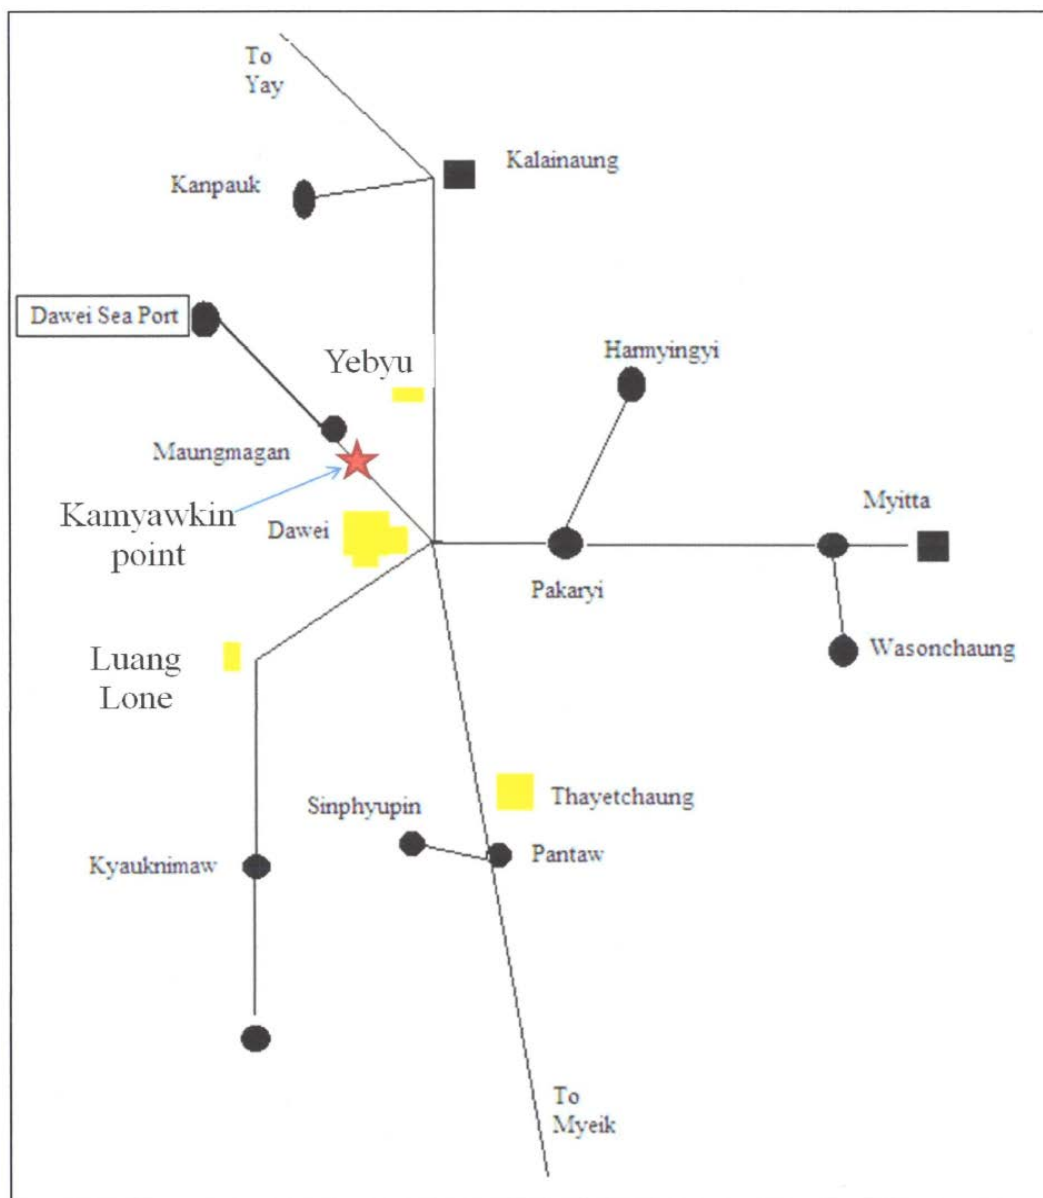 To
Yay
Kalainaung
Kanpauk
Dawei Sea Port
Yebyu
Harmyingyi
Maungmagan
Kamyawkin
point
Dawei
Myitta
Pakaryi
Luang
Lone
Wasonchaung
Sinphyupin
Thayetchaung
Kyauknimaw
Pantaw
To
Myeik